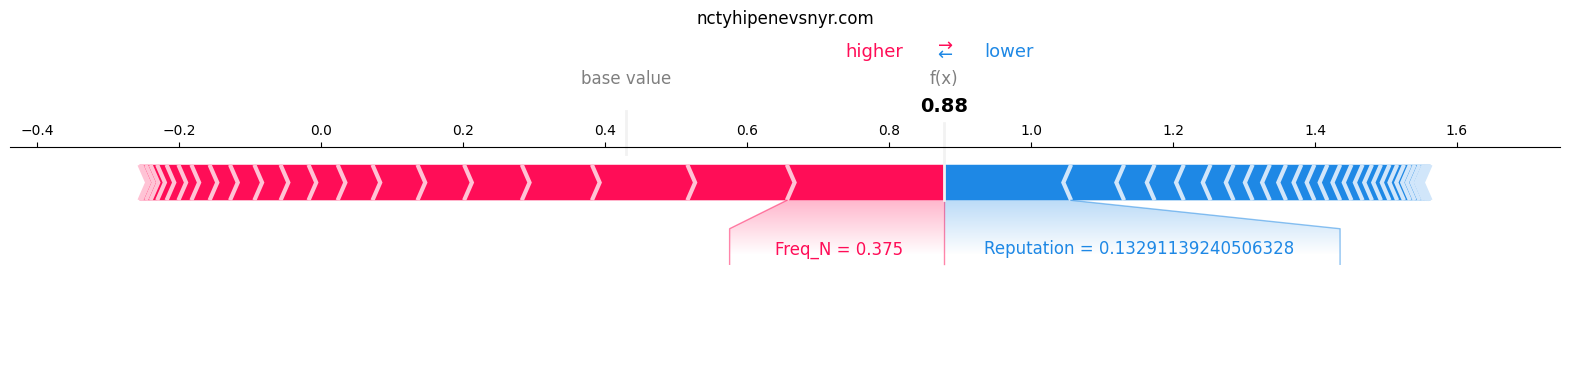 nctyhipenevsnyr.com
higher ⇄ lower
base value f(x)
0.88
−0.4 −0.2 0.0 0.2 0.4 0.6 0.8 1.0 1.2 1.4 1.6
Freq_N = 0.375 Reputation = 0.13291139240506328